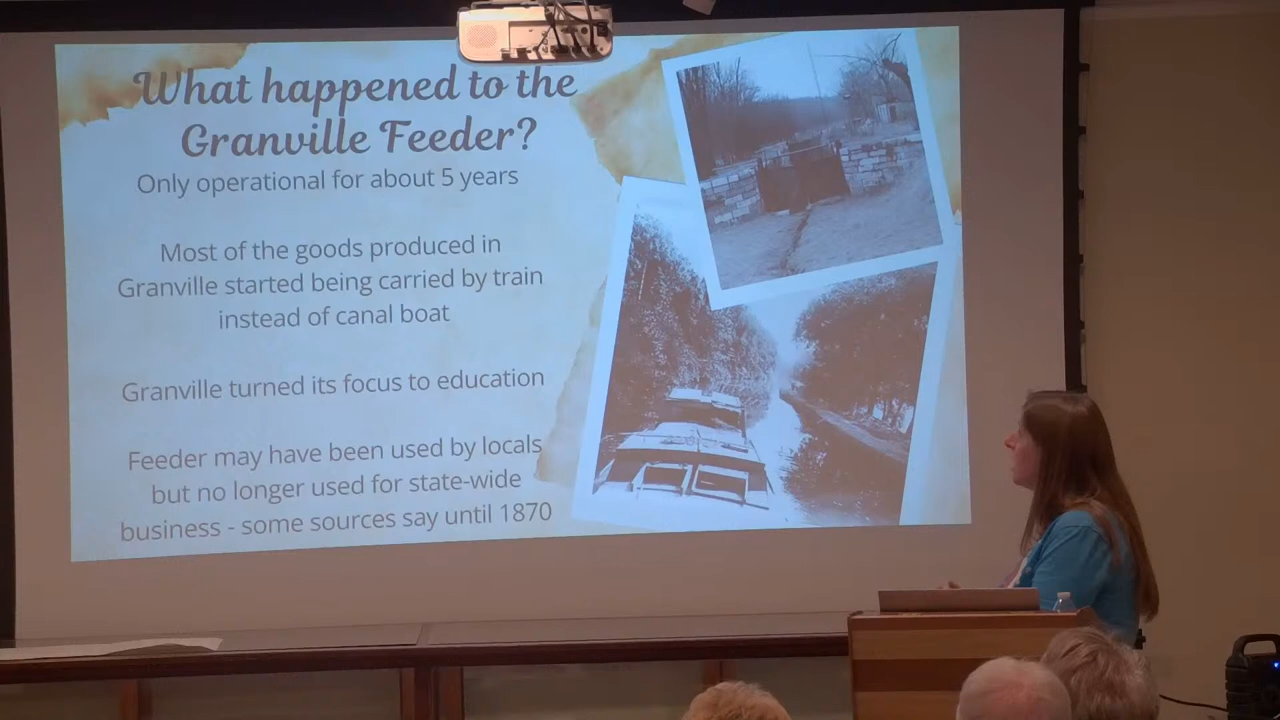 What happened to the
Granville Feeder?
Only operational for about 5 years
Most of the goods produced in
Granville started being carried by train
instead of canal boat
Granville turned its focus to education
Feeder may have been used by locals
but no longer used for state-wide
business - some sources say until 1870